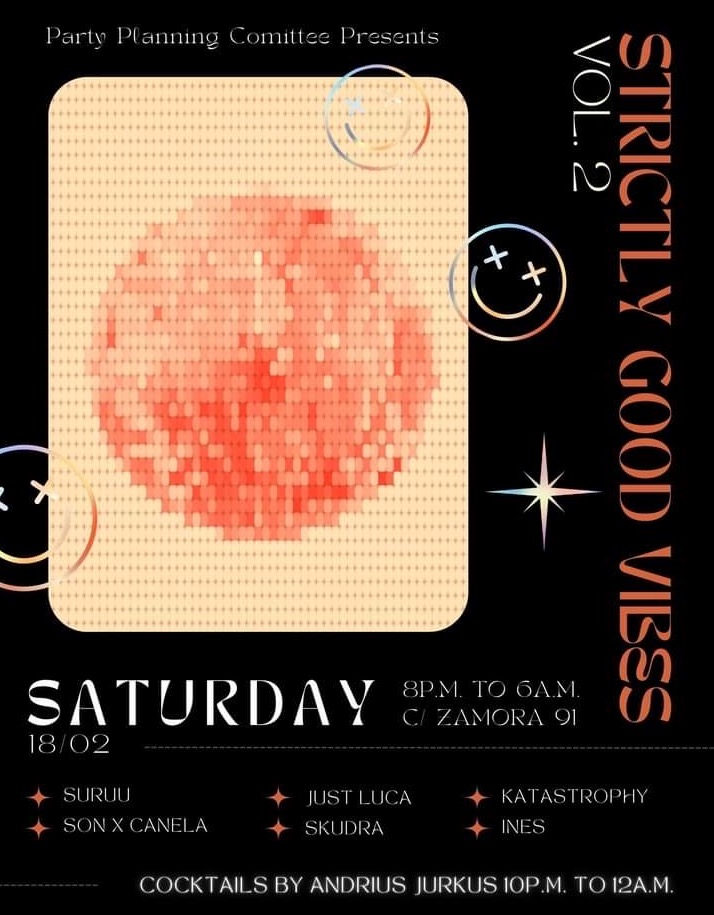 Party Planning Comittee Presents
STRICTLY GOOD VIBES
VOL. 2
SATURDAY
18/02
8P.M. TO 6A.M.
C/ ZAMORA 91
SURUU
JUST LUCA
KATASTROPHY
SON X CANELA
SKUDRA
INES
COCKTAILS BY ANDRIUS JURKUS 10P.M. TO 12A.M.